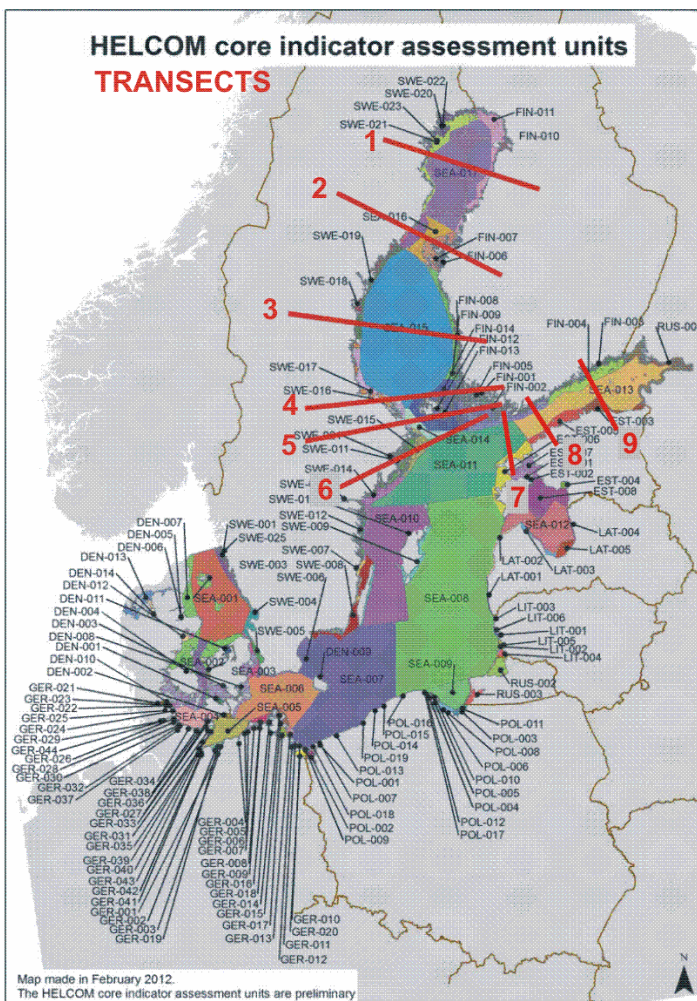 HELCOM core indicator assessment units
TRANSECTS
SWE-022
SWE-020
SWE-023
SWE-021
FIN-011
FIN-010
1
SEA-017
2
SEA-016
FIN-007
FIN-006
SWE-019
SWE-018
3
SEA-015
FIN-008
FIN-009
FIN-014
FIN-012
FIN-013
FIN-004
FIN-003
SWE-017
SWE-016
FIN-005
FIN-001
FIN-002
SEA-013
4
SWE-015
5
SWE-011
SEA-014
SEA-011
EST-003
8
9
6
SWE-014
7
EST-002
EST-004
EST-008
SWE-012
SWE-009
SEA-010
SEA-012
LAT-004
LAT-005
LAT-003
LAT-002
LAT-001
DEN-007
DEN-005
DEN-006
DEN-013
DEN-014
DEN-012
DEN-011
DEN-004
DEN-003
DEN-008
DEN-001
DEN-010
DEN-002
SWE-001
SWE-025
SWE-003
SWE-007
SWE-008
SWE-006
SWE-004
SWE-005
SEA-001
SEA-002
SEA-003
SEA-004
SEA-005
SEA-006
DEN-009
SEA-007
SEA-008
SEA-009
LIT-003
LIT-006
LIT-001
LIT-005
LIT-002
LIT-004
RUS-002
RUS-003
GER-021
GER-023
GER-022
GER-025
GER-024
GER-029
GER-044
GER-026
GER-028
GER-030
GER-032
GER-037
GER-034
GER-038
GER-036
GER-027
GER-033
GER-031
GER-035
GER-039
GER-040
GER-043
GER-042
GER-041
GER-001
GER-002
GER-003
GER-019
GER-004
GER-005
GER-006
GER-007
GER-008
GER-009
GER-016
GER-018
GER-014
GER-015
GER-017
GER-013
GER-010
GER-020
GER-011
GER-012
POL-016
POL-015
POL-014
POL-019
POL-013
POL-001
POL-007
POL-018
POL-002
POL-009
POL-011
POL-003
POL-008
POL-006
POL-010
POL-005
POL-004
POL-012
POL-017
N
Map made in February 2012.
The HELCOM core indicator assessment units are preliminary